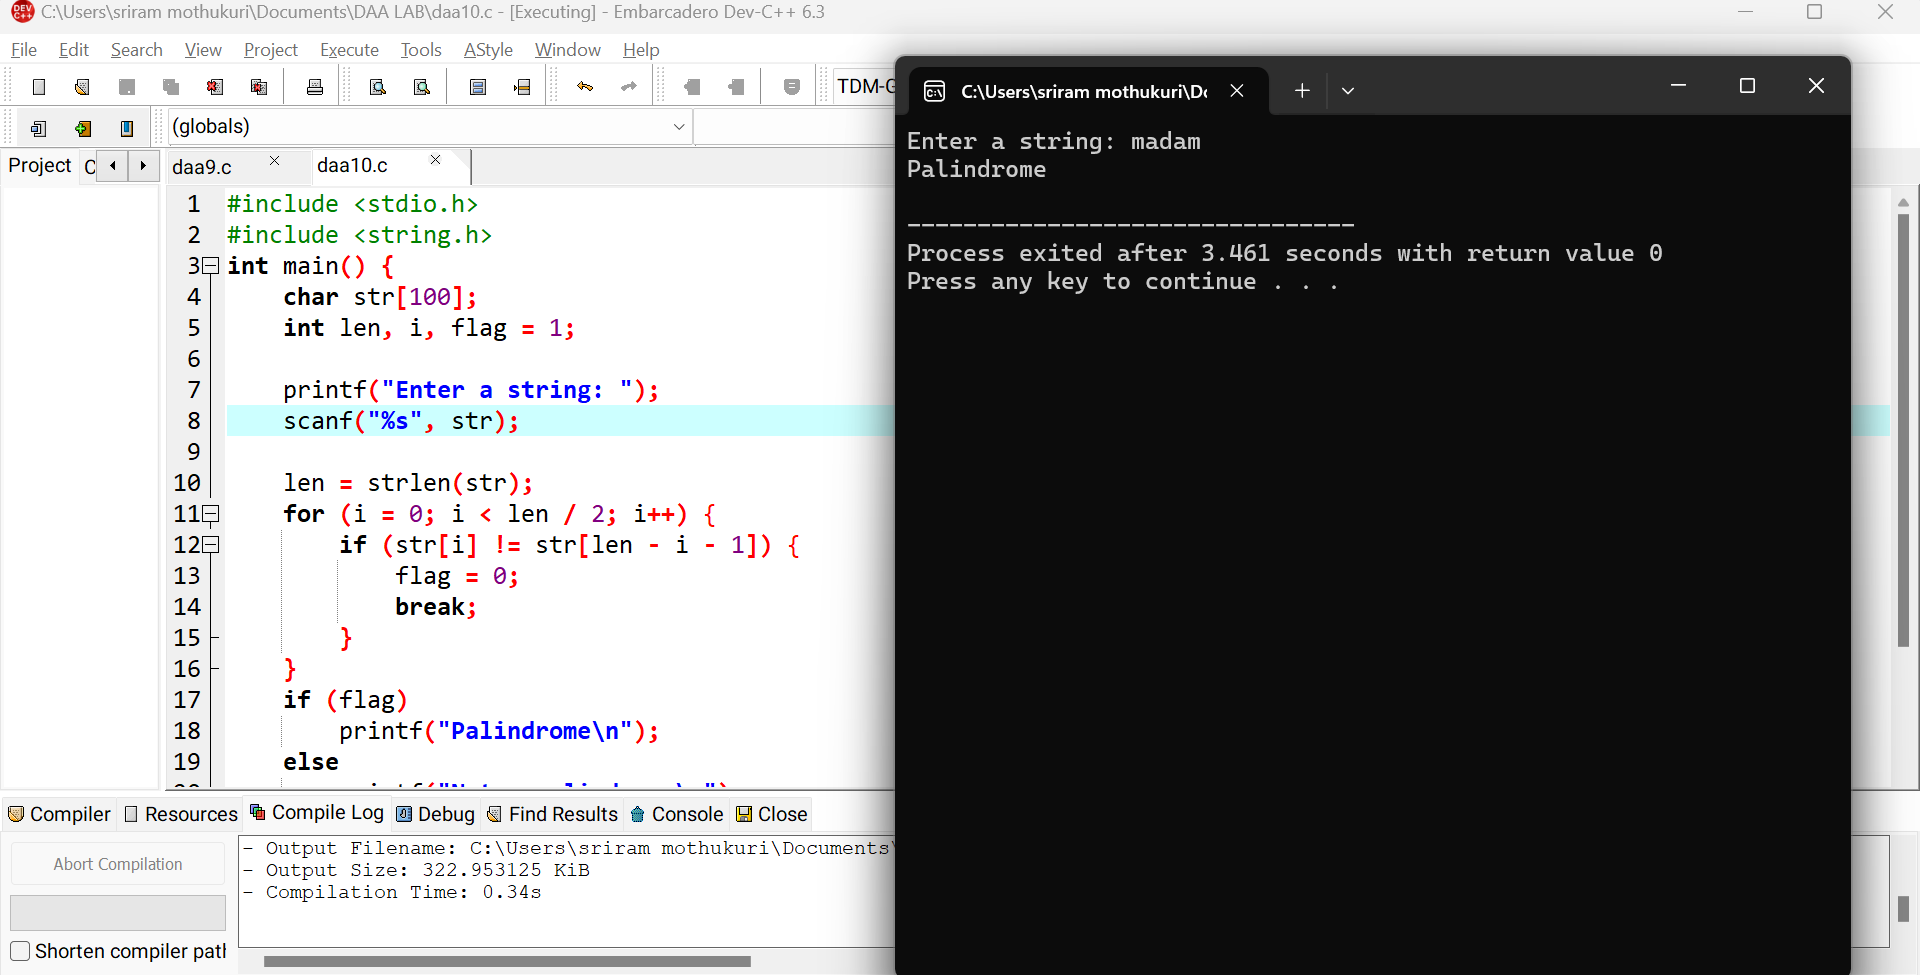 C:\Users\sriram mothukuri\Documents\DAA LAB\daa10.c - [Executing] - Embarcadero Dev-C++ 6.3
File Edit Search View Project Execute Tools AStyle Window Help
TDM-G
(globals)
Project C
daa9.c daa10.c
1 #include <stdio.h>
2 #include <string.h>
3 int main() {
4 char str[100];
5 int len, i, flag = 1;
6
7 printf("Enter a string: ");
8 scanf("%s", str);
9
10 len = strlen(str);
11 for (i = 0; i < len / 2; i++) {
12 if (str[i] != str[len - i - 1]) {
13 flag = 0;
14 break;
15 }
16 }
17 if (flag)
18 printf("Palindrome\n");
19 else
Compiler Resources Compile Log Debug Find Results Console Close
Abort Compilation
Shorten compiler path
- Output Filename: C:\Users\sriram mothukuri\Documents\
- Output Size: 322.953125 KiB
- Compilation Time: 0.34s
C:\Users\sriram mothukuri\Do
Enter a string: madam
Palindrome
--------------------------------
Process exited after 3.461 seconds with return value 0
Press any key to continue . . .